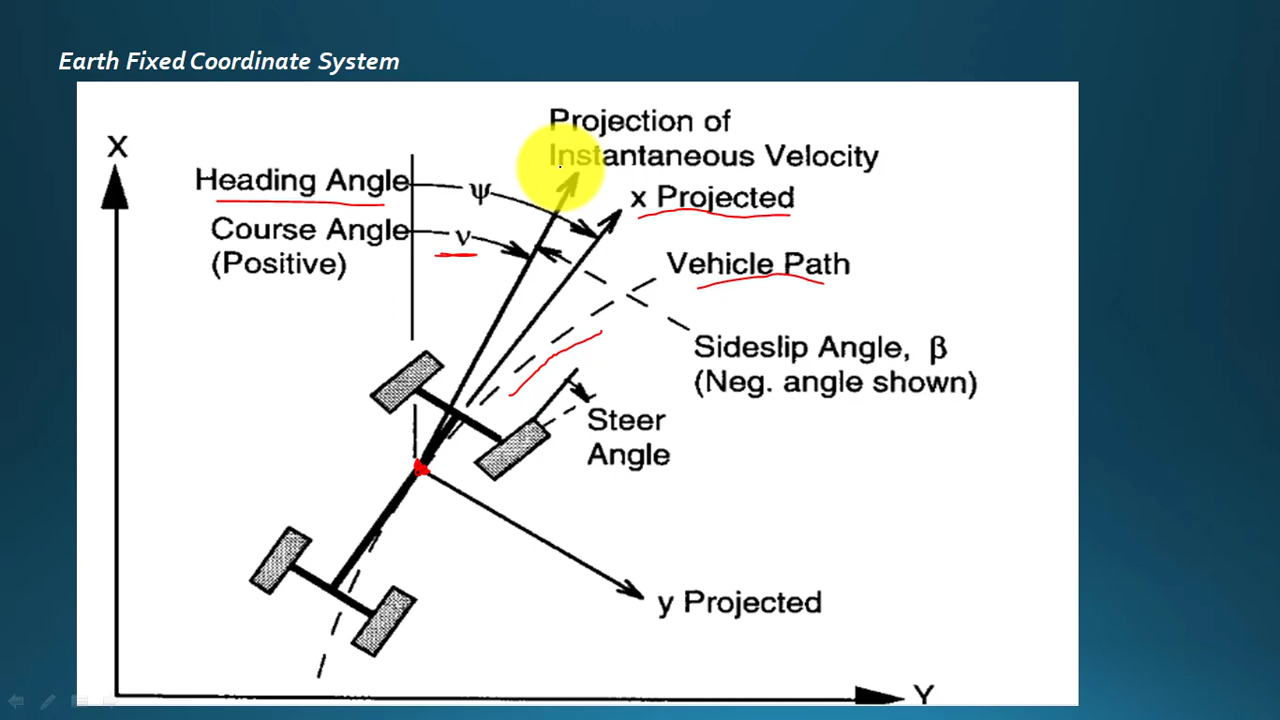 Earth Fixed Coordinate System
Projection of
Instantaneous Velocity
X
Heading Angle
ψ
x Projected
Course Angle
ν
(Positive)
Vehicle Path
Sideslip Angle, β
(Neg. angle shown)
Steer
Angle
y Projected
Y